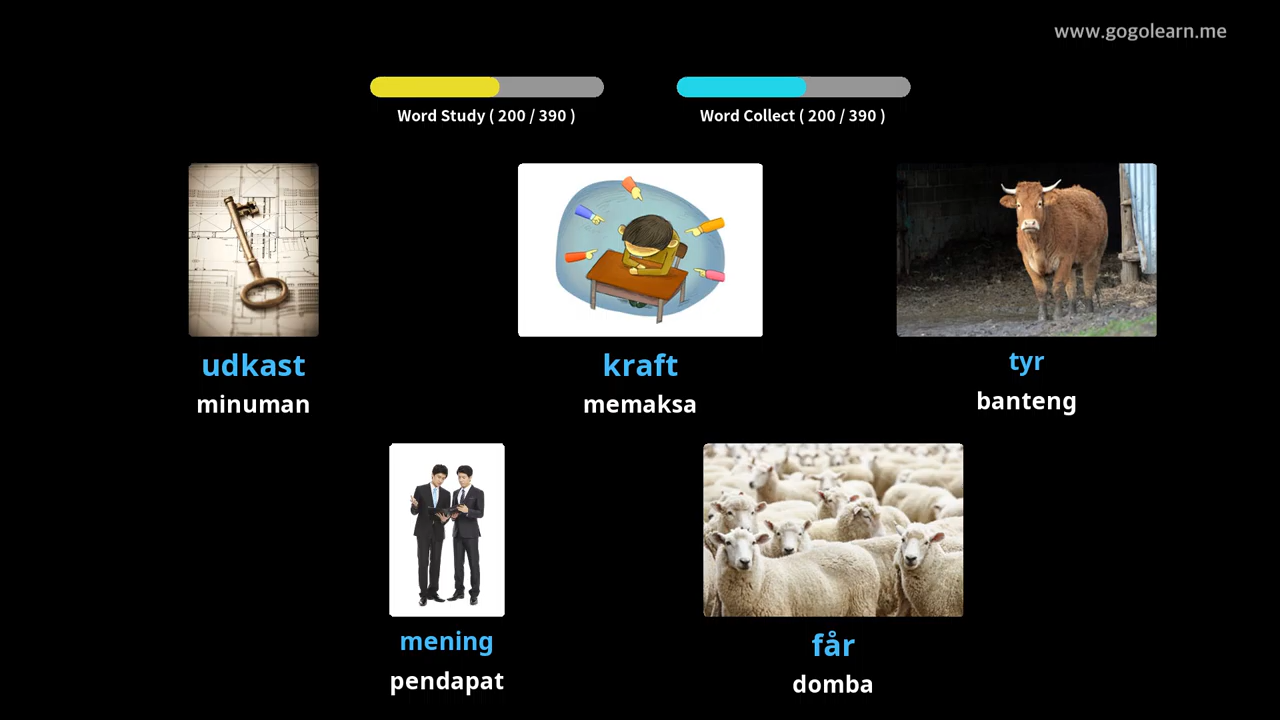 www.gogolearn.me
Word Study ( 200 / 390 )
Word Collect ( 200 / 390 )
udkast
minuman
kraft
memaksa
tyr
banteng
mening
pendapat
får
domba